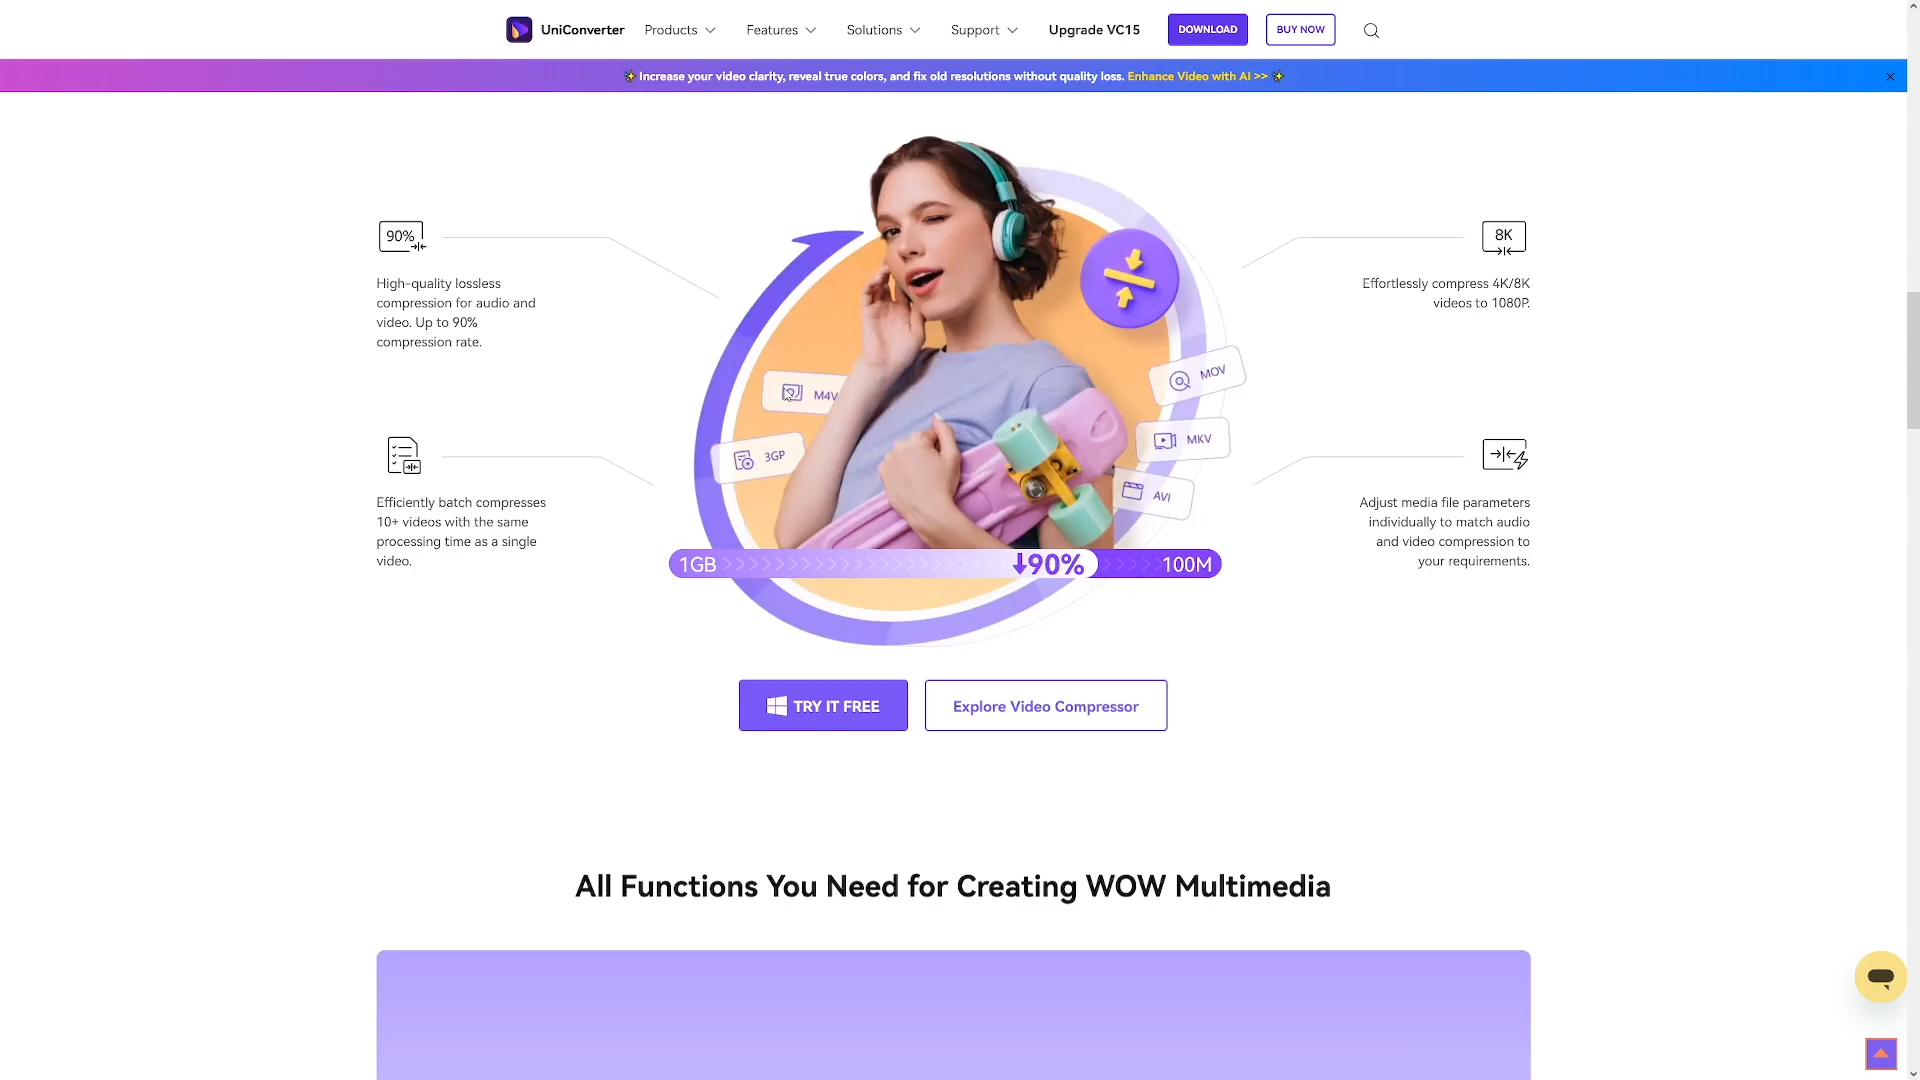 UniConverter Products Features Solutions Support Upgrade VC15 DOWNLOAD BUY NOW
✨ Increase your video clarity, reveal true colors, and fix old resolutions without quality loss. Enhance Video with AI >> ✨
90%
High-quality lossless
compression for audio and
video. Up to 90%
compression rate.
8K
Effortlessly compress 4K/8K
videos to 1080P.
M4V
3GP
MOV
MKV
AVI
Efficiently batch compresses
10+ videos with the same
processing time as a single
video.
Adjust media file parameters
individually to match audio
and video compression to
your requirements.
1GB ↓90% 100M
TRY IT FREE
Explore Video Compressor
All Functions You Need for Creating WOW Multimedia